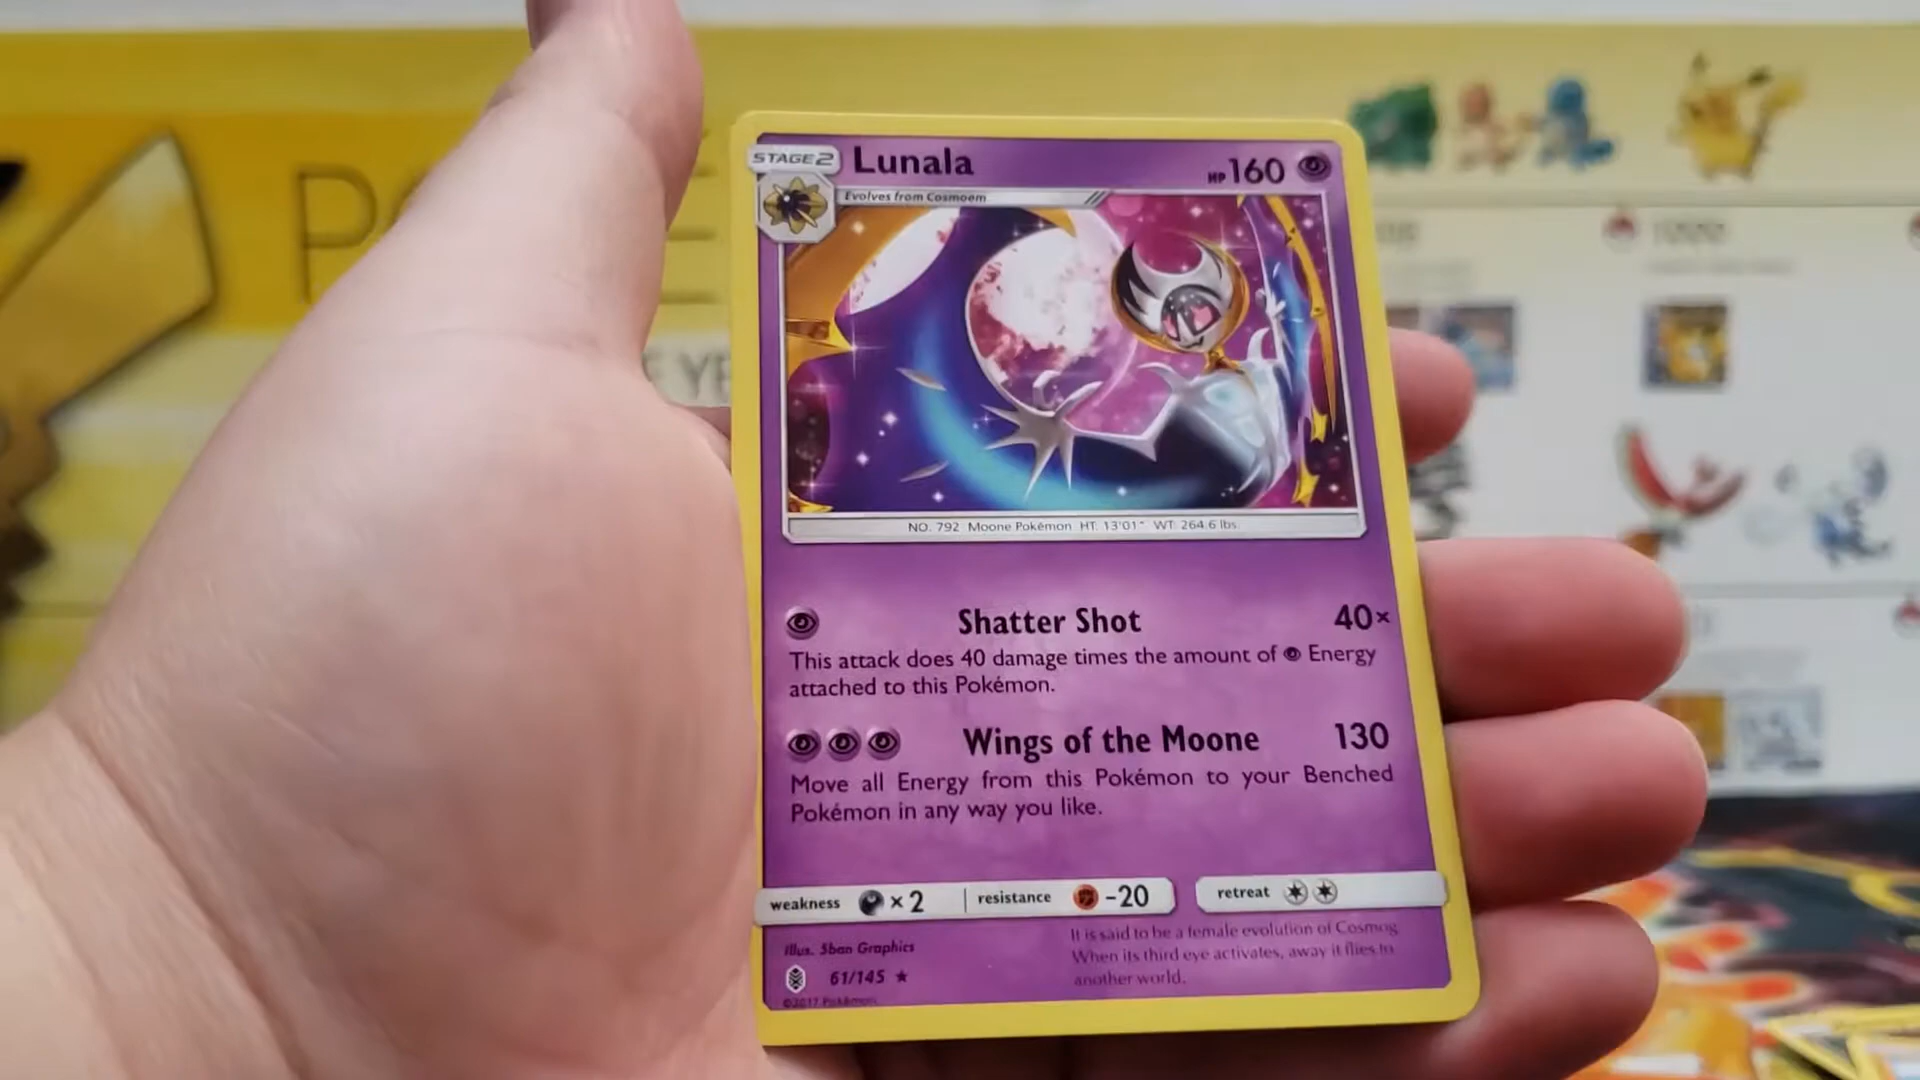 STAGE 2 Lunala HP 160
Evolves from Cosmoem
NO. 792 Moone Pokémon HT: 13'01" WT: 264.6 lbs.
Shatter Shot 40×
This attack does 40 damage times the amount of Energy
attached to this Pokémon.
Wings of the Moone 130
Move all Energy from this Pokémon to your Benched
Pokémon in any way you like.
weakness ×2 resistance -20 retreat
Illus. 5ban Graphics
61/145 ★
©2017 Pokémon
It is said to be a female evolution of Cosmog.
When its third eye activates, away it flies to
another world.